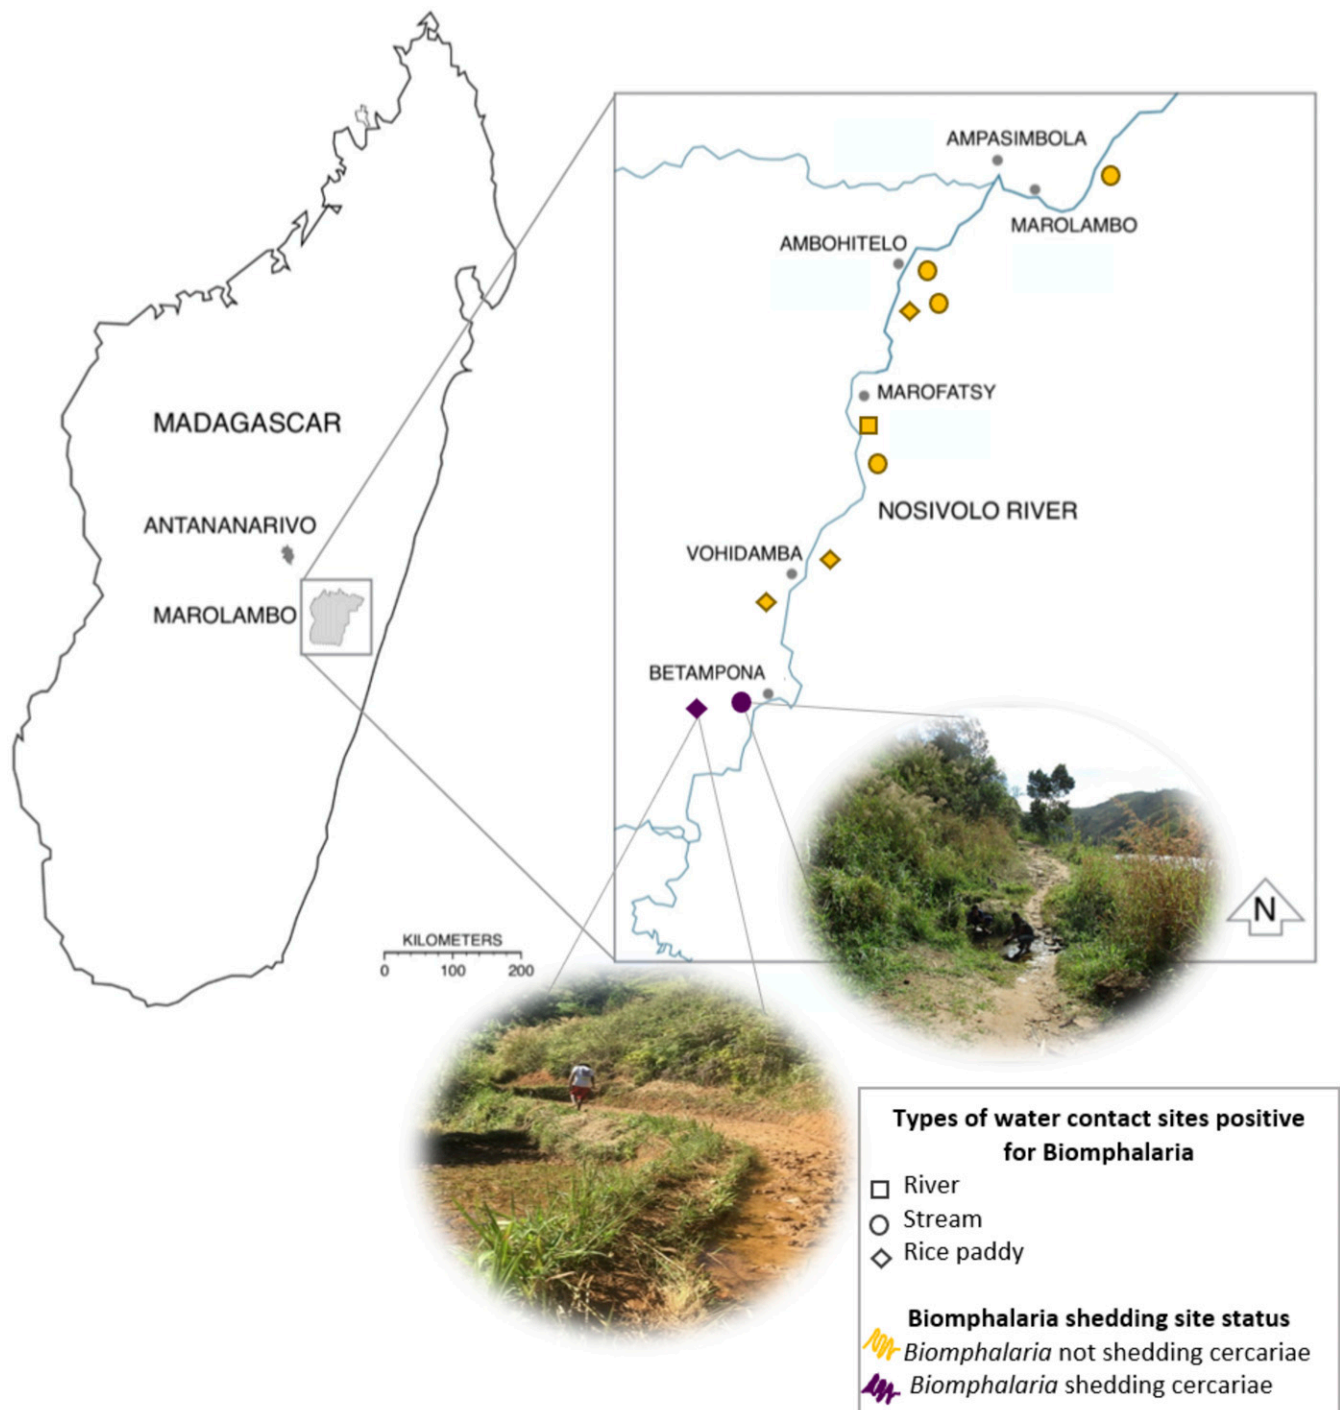 MADAGASCAR
ANTANANARIVO
MAROLAMBO
KILOMETERS
0 100 200
AMPASIMBOLA
MAROLAMBO
AMBOHITELO
MAROFATSY
NOSIVOLO RIVER
VOHIDAMBA
BETAMPONA
N
Types of water contact sites positive
for Biomphalaria
River
Stream
Rice paddy
Biomphalaria shedding site status
Biomphalaria not shedding cercariae
Biomphalaria shedding cercariae